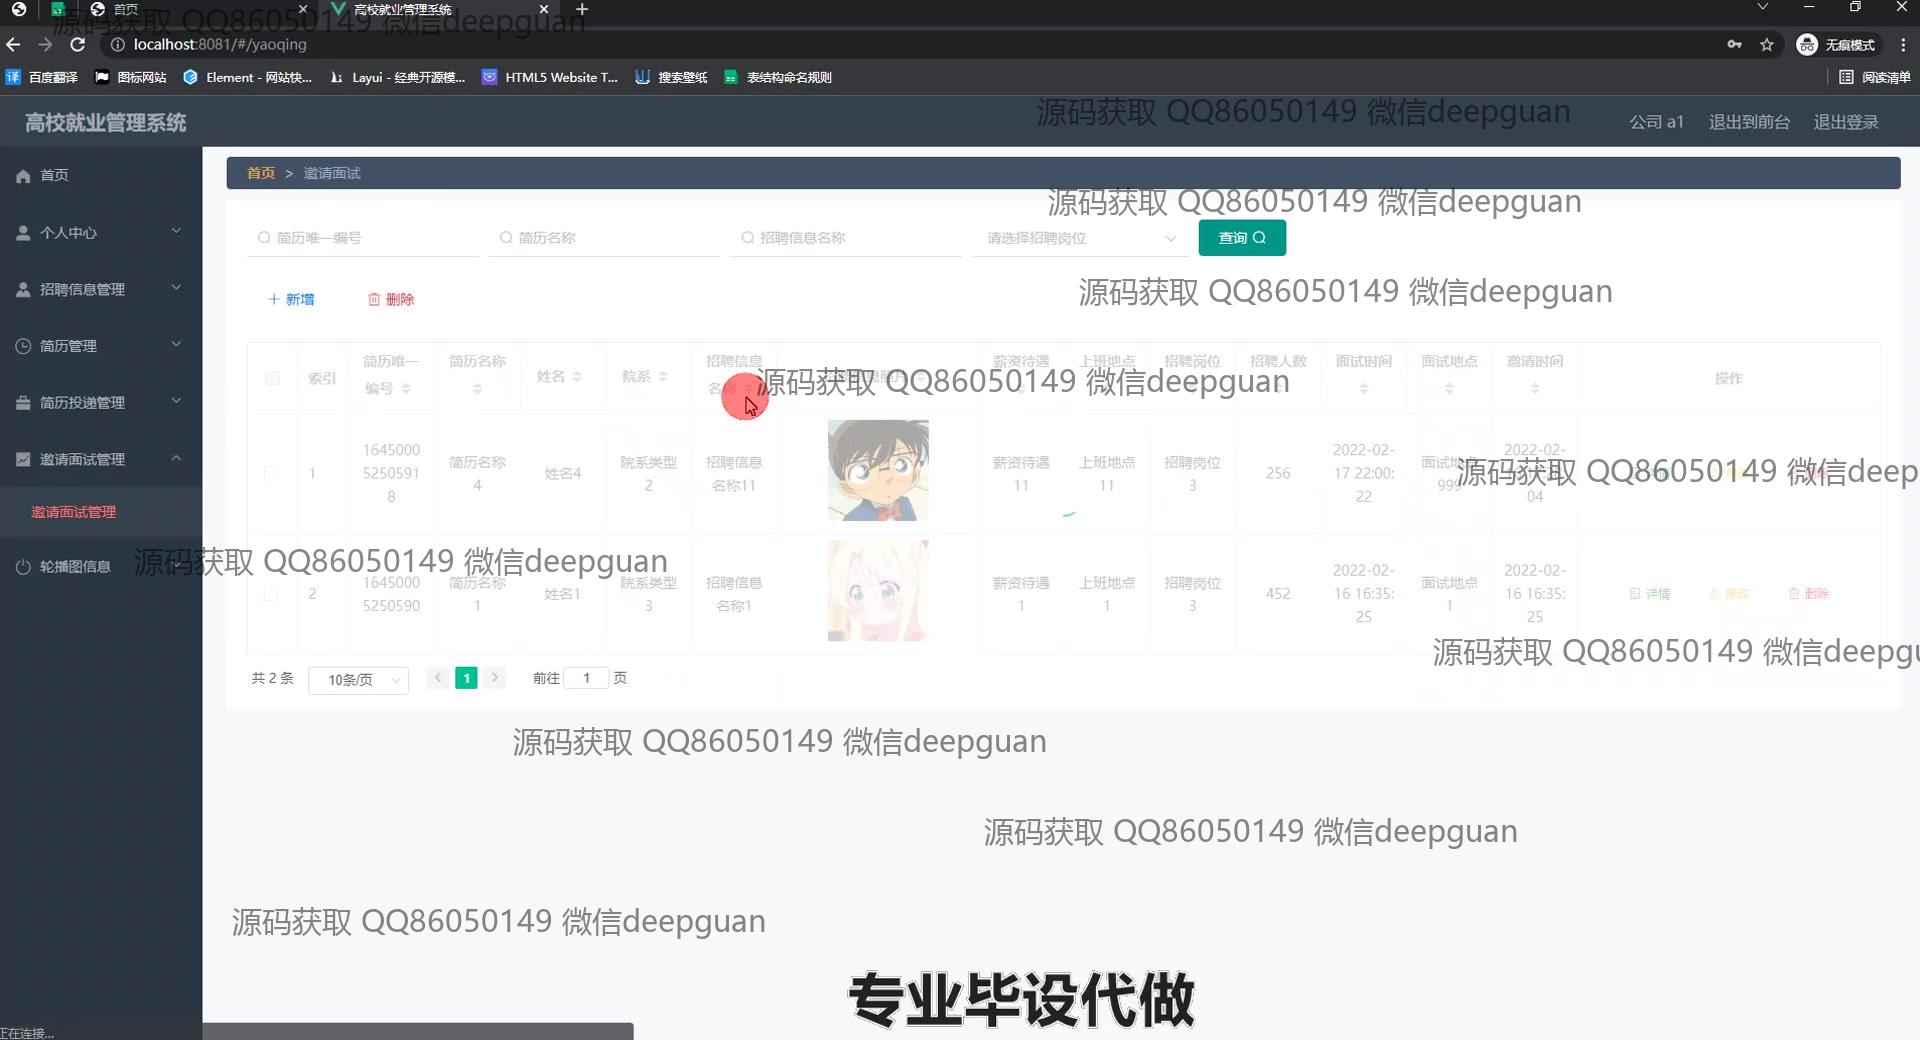 首页
高校就业管理系统
localhost:8081/#/yaoqing
无痕模式
百度翻译
图标网站
Element - 网站快...
Layui - 经典开源模...
HTML5 Website T...
搜索壁纸
表结构命名规则
阅读清单
高校就业管理系统
公司 a1
退出到前台
退出登录
首页
个人中心
招聘信息管理
简历管理
简历投递管理
邀请面试管理
邀请面试管理
轮播图信息
首页 > 邀请面试
简历唯一编号
简历名称
招聘信息名称
请选择招聘岗位
查询
新增
删除
索引
简历唯一
编号
简历名称
姓名
院系
招聘信息
薪资待遇
上班地点
招聘岗位
招聘人数
面试时间
面试地点
邀请时间
操作
1
1645000
5250591
8
简历名称
4
姓名4
院系类型
2
招聘信息
名称11
薪资待遇
11
上班地点
11
招聘岗位
3
256
2022-02-
17 22:00:
22
面试地
999
2022-02-
04
2
1645000
5250590
简历名称
1
姓名1
院系类型
3
招聘信息
名称1
薪资待遇
1
上班地点
1
招聘岗位
3
452
2022-02-
16 16:35:
25
面试地点
1
2022-02-
16 16:35:
25
详情
修改
删除
共 2 条
10条/页
1
前往 1 页
源码获取 QQ86050149 微信deepguan
源码获取 QQ86050149 微信deepguan
源码获取 QQ86050149 微信deepguan
源码获取 QQ86050149 微信deepguan
源码获取 QQ86050149 微信deepguan
源码获取 QQ86050149 微信deep
源码获取 QQ86050149 微信deepguan
源码获取 QQ86050149 微信deepgu
源码获取 QQ86050149 微信deepguan
源码获取 QQ86050149 微信deepguan
源码获取 QQ86050149 微信deepguan
专业毕设代做
正在连接...